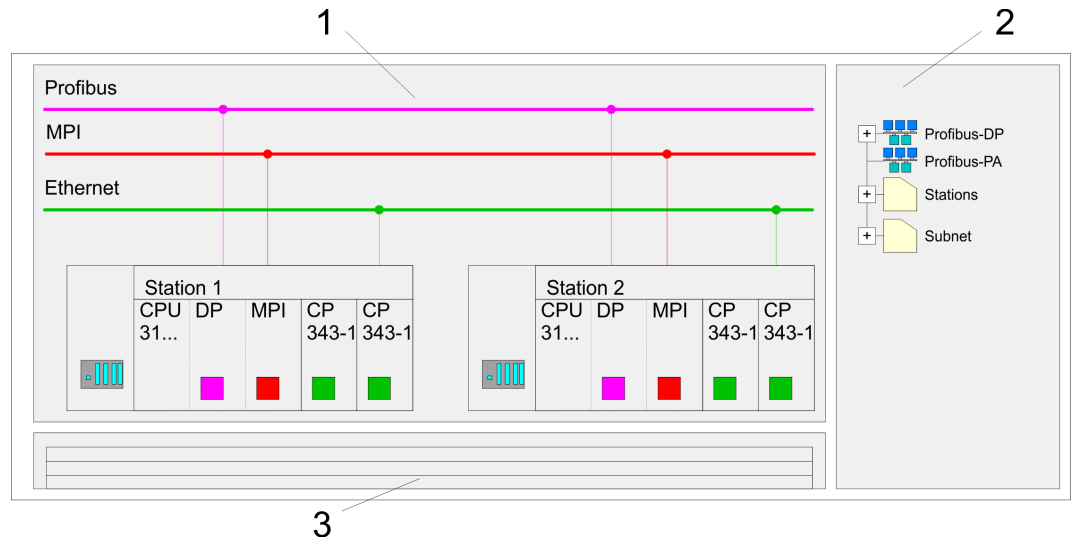 1
2
Profibus
MPI
Ethernet
Profibus-DP
Profibus-PA
Stations
Subnet
Station 1
CPU 31...
DP
MPI
CP 343-1
CP 343-1
Station 2
CPU 31...
DP
MPI
CP 343-1
CP 343-1
3